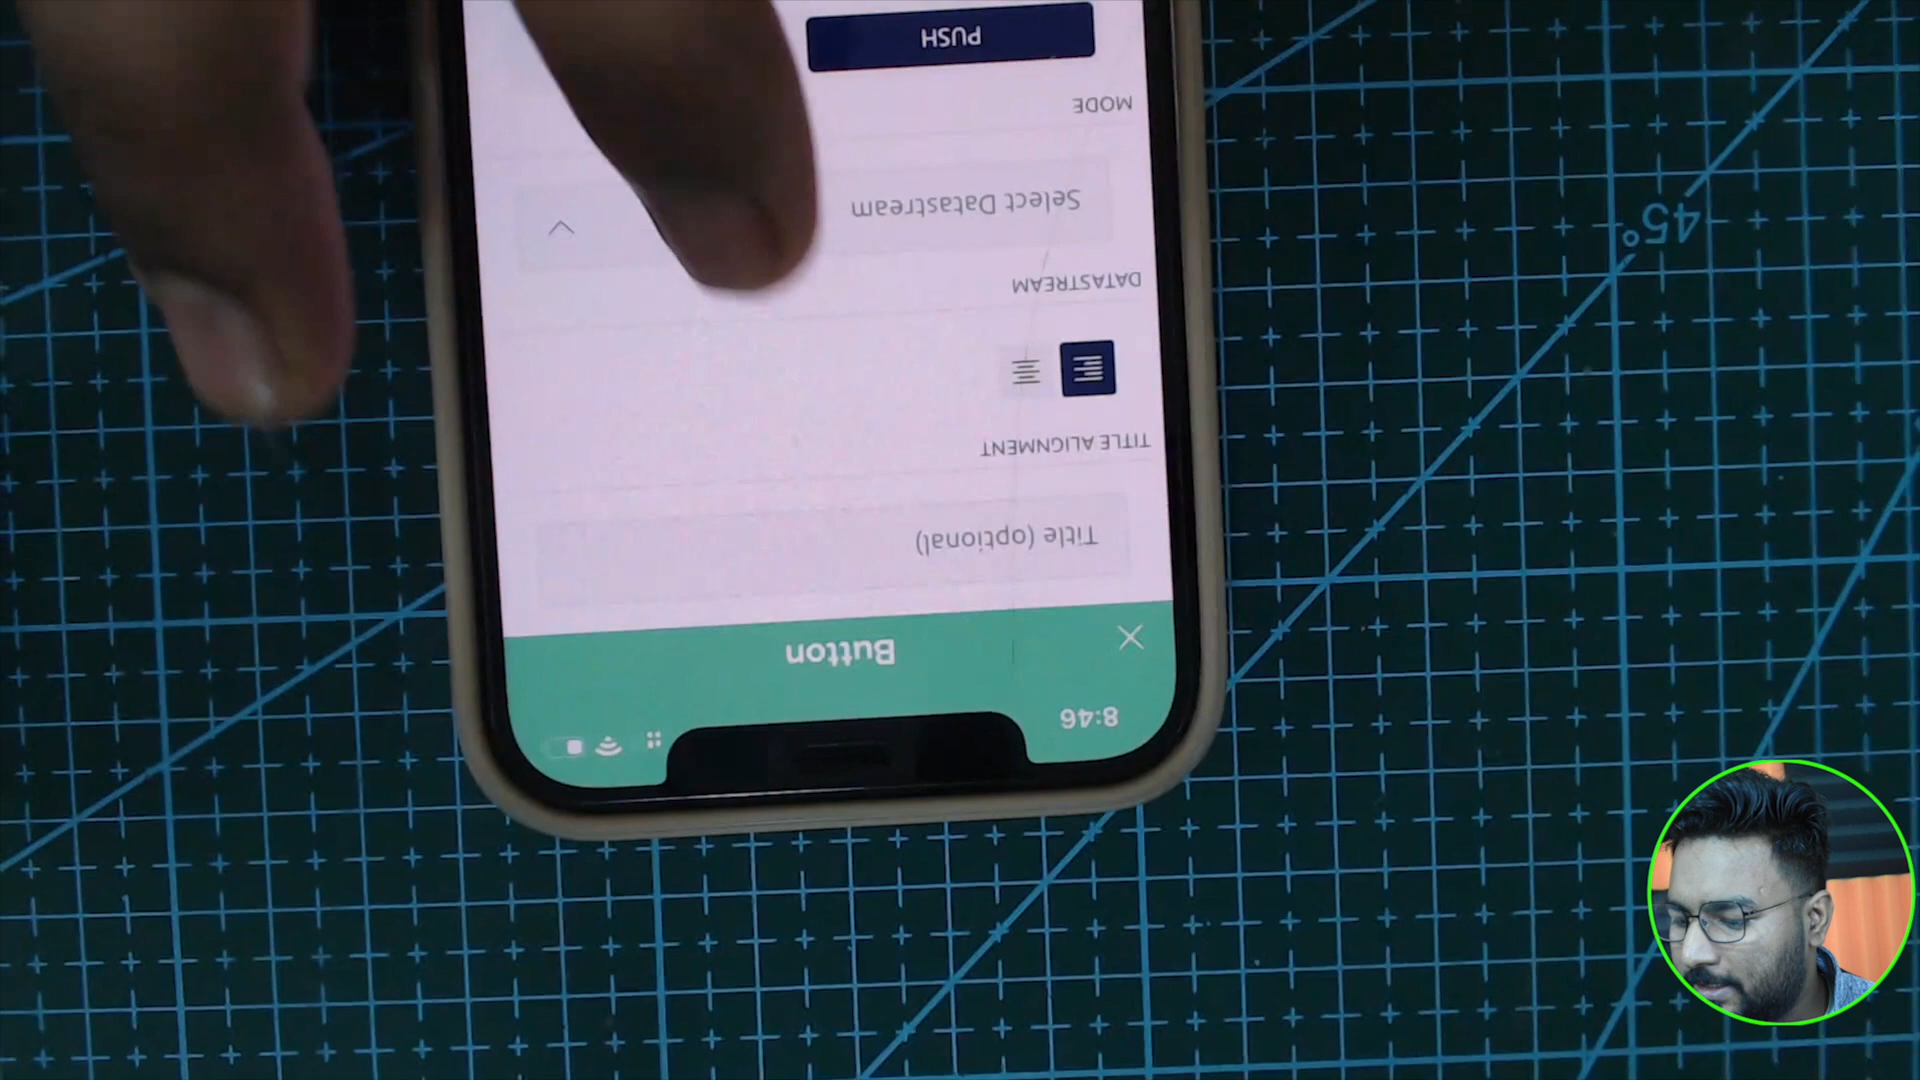 8:46
Button
Title (optional)
TITLE ALIGNMENT
DATASTREAM
Select Datastream
MODE
PUSH
45°